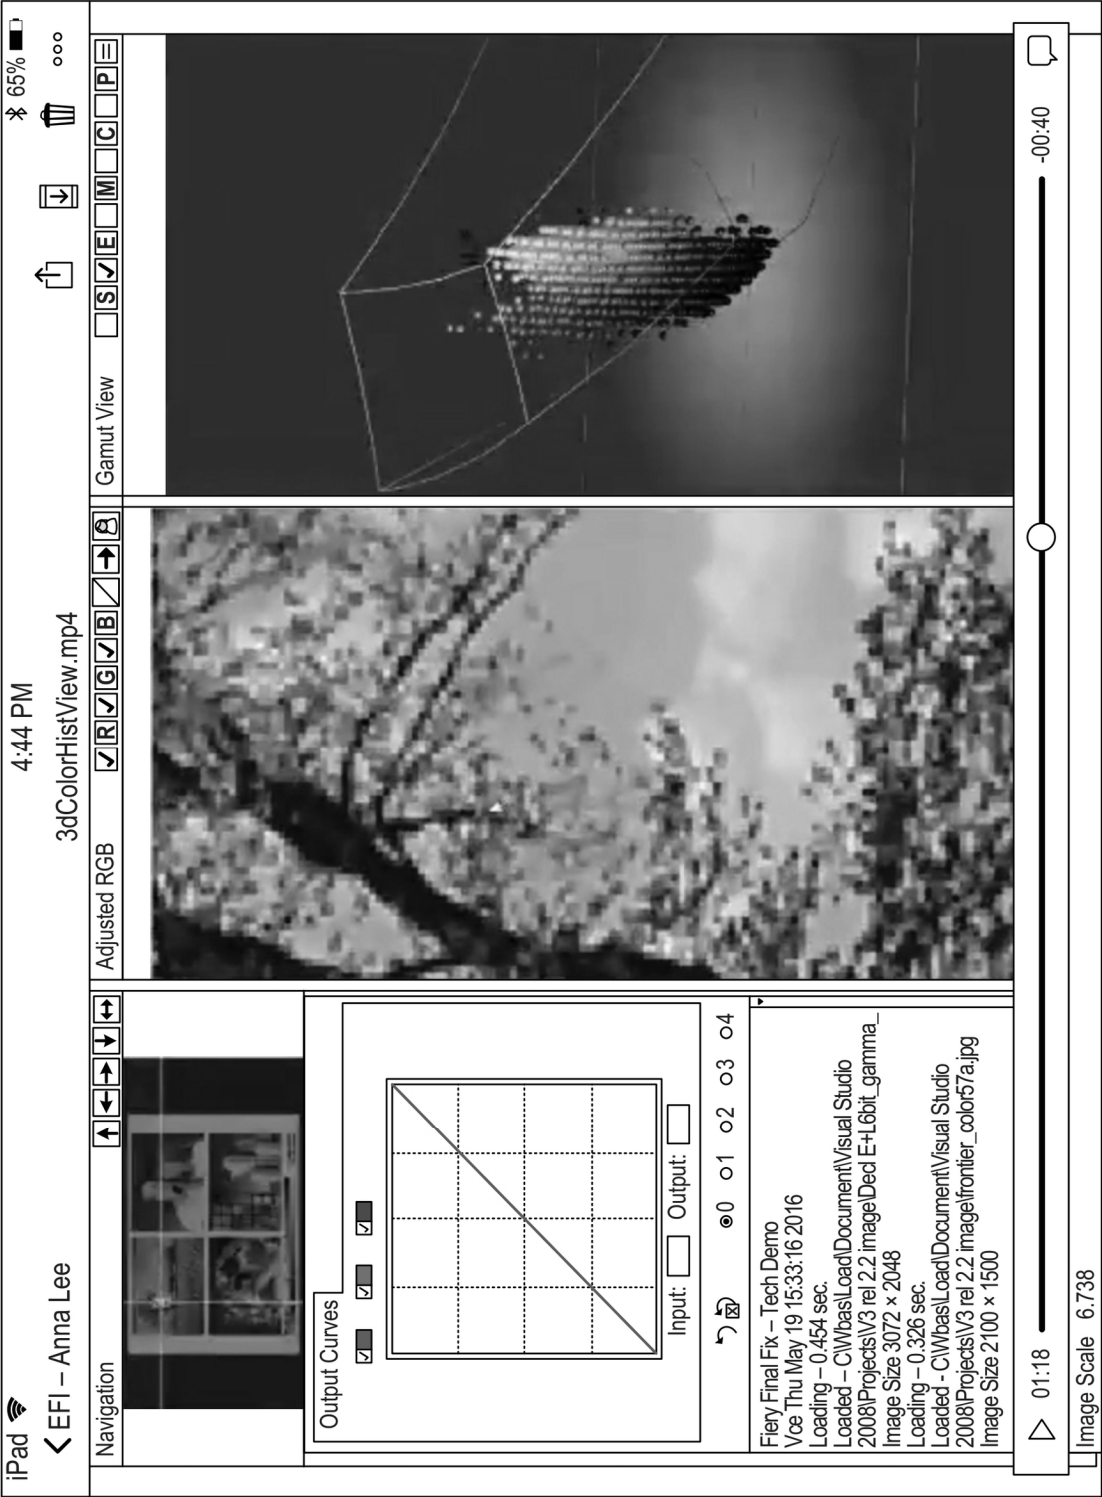 iPad 4:44 PM 65%
EFI – Anna Lee 3dColorHistView.mp4
Navigation
Adjusted RGB R G B
Gamut View S E M C P
Output Curves
Input: Output:
0 1 2 3 4
Fiery Final Fix – Tech Demo
Vce Thu May 19 15:33:16 2016
Loading – 0.454 sec.
Loaded – C\Wbas\Load\Document\Visual Studio
2008\Projects\V3 rel 2.2 image\Ded E+L6bit_gamma_
Image Size 3072 × 2048
Loading – 0.326 sec.
Loaded - C\Wbas\Load\Document\Visual Studio
2008\Projects\V3 rel 2.2 image\frontier_color57a.jpg
Image Size 2100 × 1500
01:18 -00:40
Image Scale 6.738